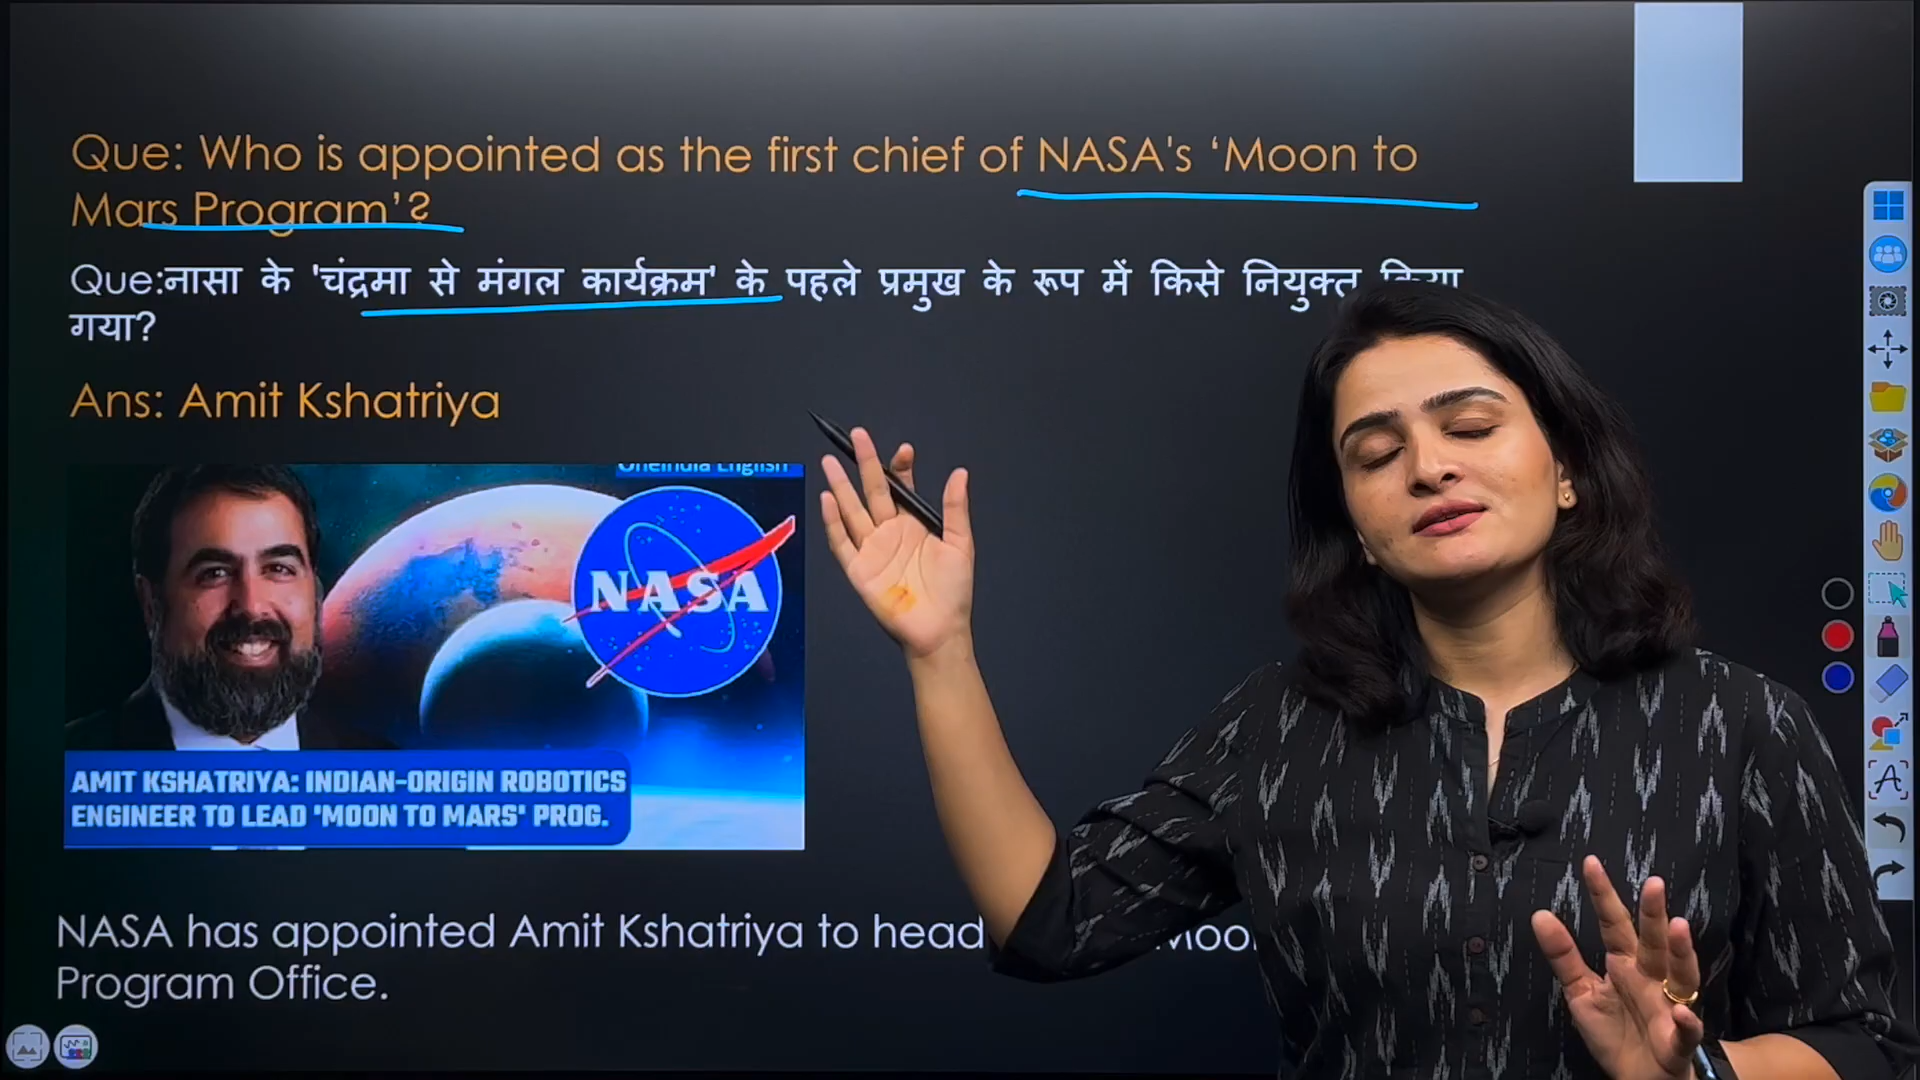 Que: Who is appointed as the first chief of NASA's ‘Moon to
Mars Program’?
Que:नासा के 'चंद्रमा से मंगल कार्यक्रम' के पहले प्रमुख के रूप में किसे नियुक्त किया
गया?
Ans: Amit Kshatriya
Oneindia English
NASA
AMIT KSHATRIYA: INDIAN-ORIGIN ROBOTICS
ENGINEER TO LEAD 'MOON TO MARS' PROG.
NASA has appointed Amit Kshatriya to head
Program Office.